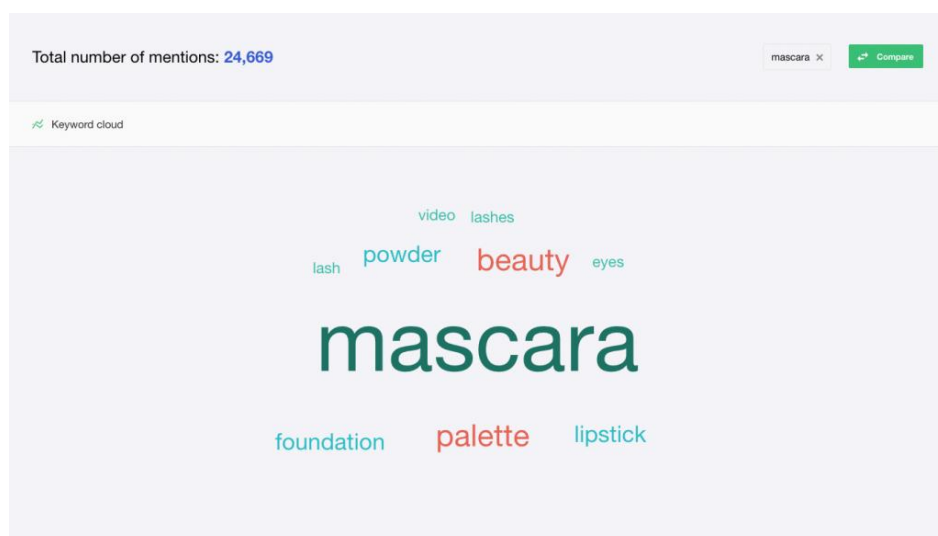 Total number of mentions: 24,669
mascara ×
Compare
Keyword cloud
video lashes
lash powder beauty eyes
mascara
foundation palette lipstick